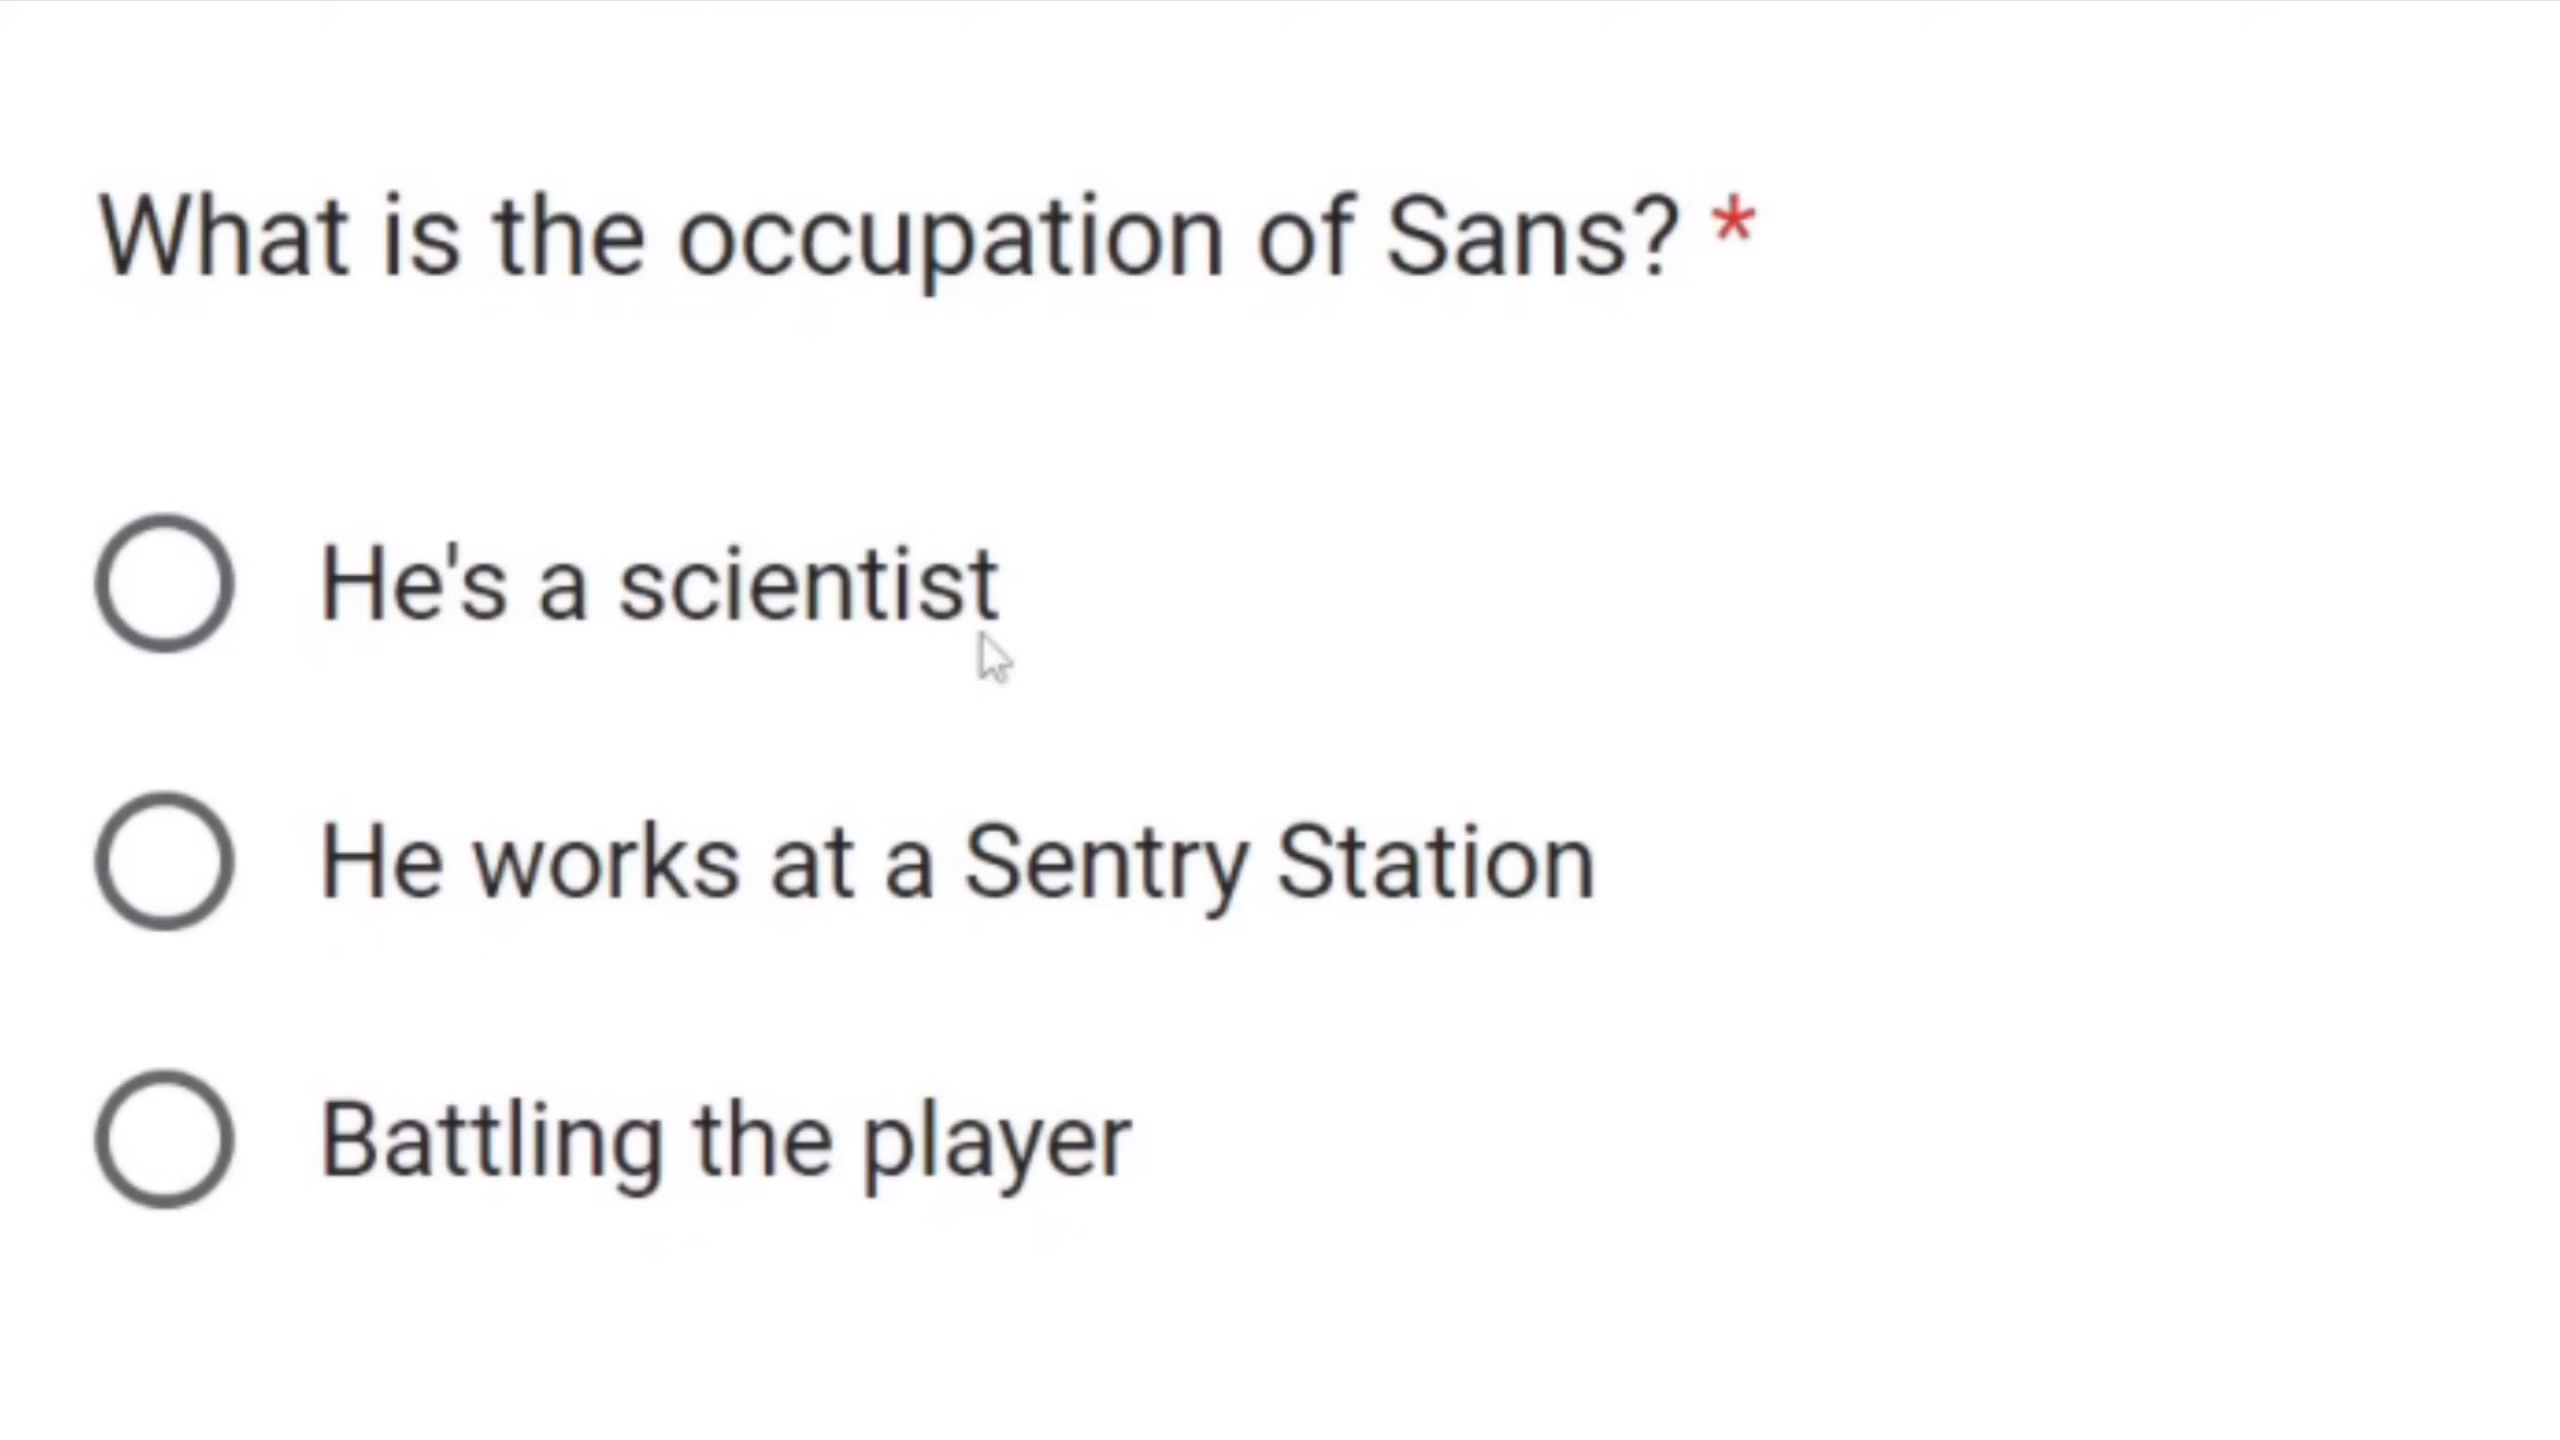 What is the occupation of Sans? *
He's a scientist
He works at a Sentry Station
Battling the player